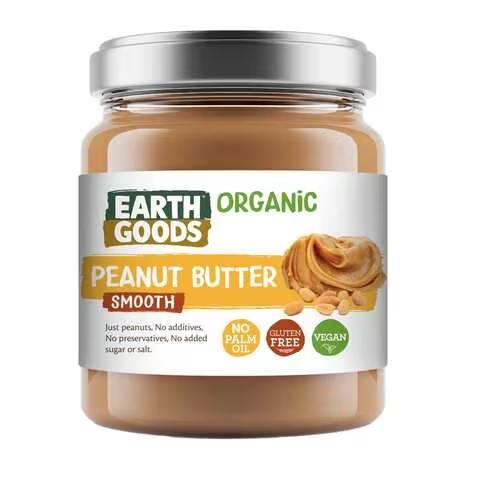 EARTH
GOODS
ORGANiC
PEANUT BUTTER
SMOOTH
Just peanuts, No additives,
No preservatives, No added
sugar or salt.
NO
PALM
OIL
GLUTEN
FREE
VEGAN